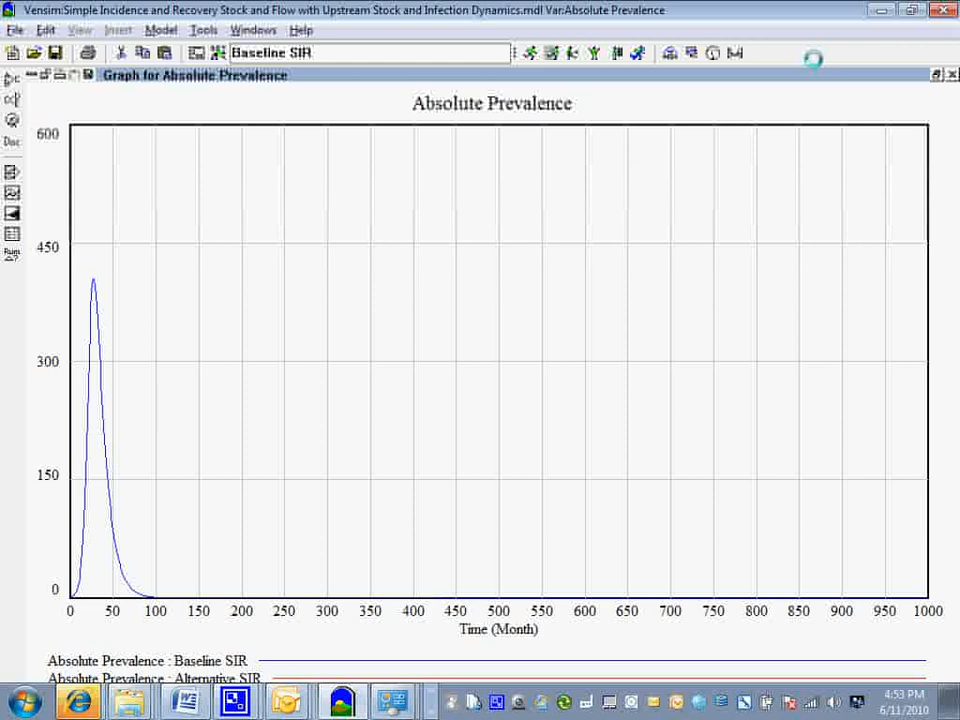 Vensim:Simple Incidence and Recovery Stock and Flow with Upstream Stock and Infection Dynamics.mdl Var:Absolute Prevalence
File Edit View Insert Model Tools Windows Help
Baseline SIR
Graph for Absolute Prevalence
Doc
Absolute Prevalence
600
450
300
150
0
0 50 100 150 200 250 300 350 400 450 500 550 600 650 700 750 800 850 900 950 1000
Time (Month)
Absolute Prevalence : Baseline SIR
Absolute Prevalence : Alternative SIR
4:53 PM
6/11/2010